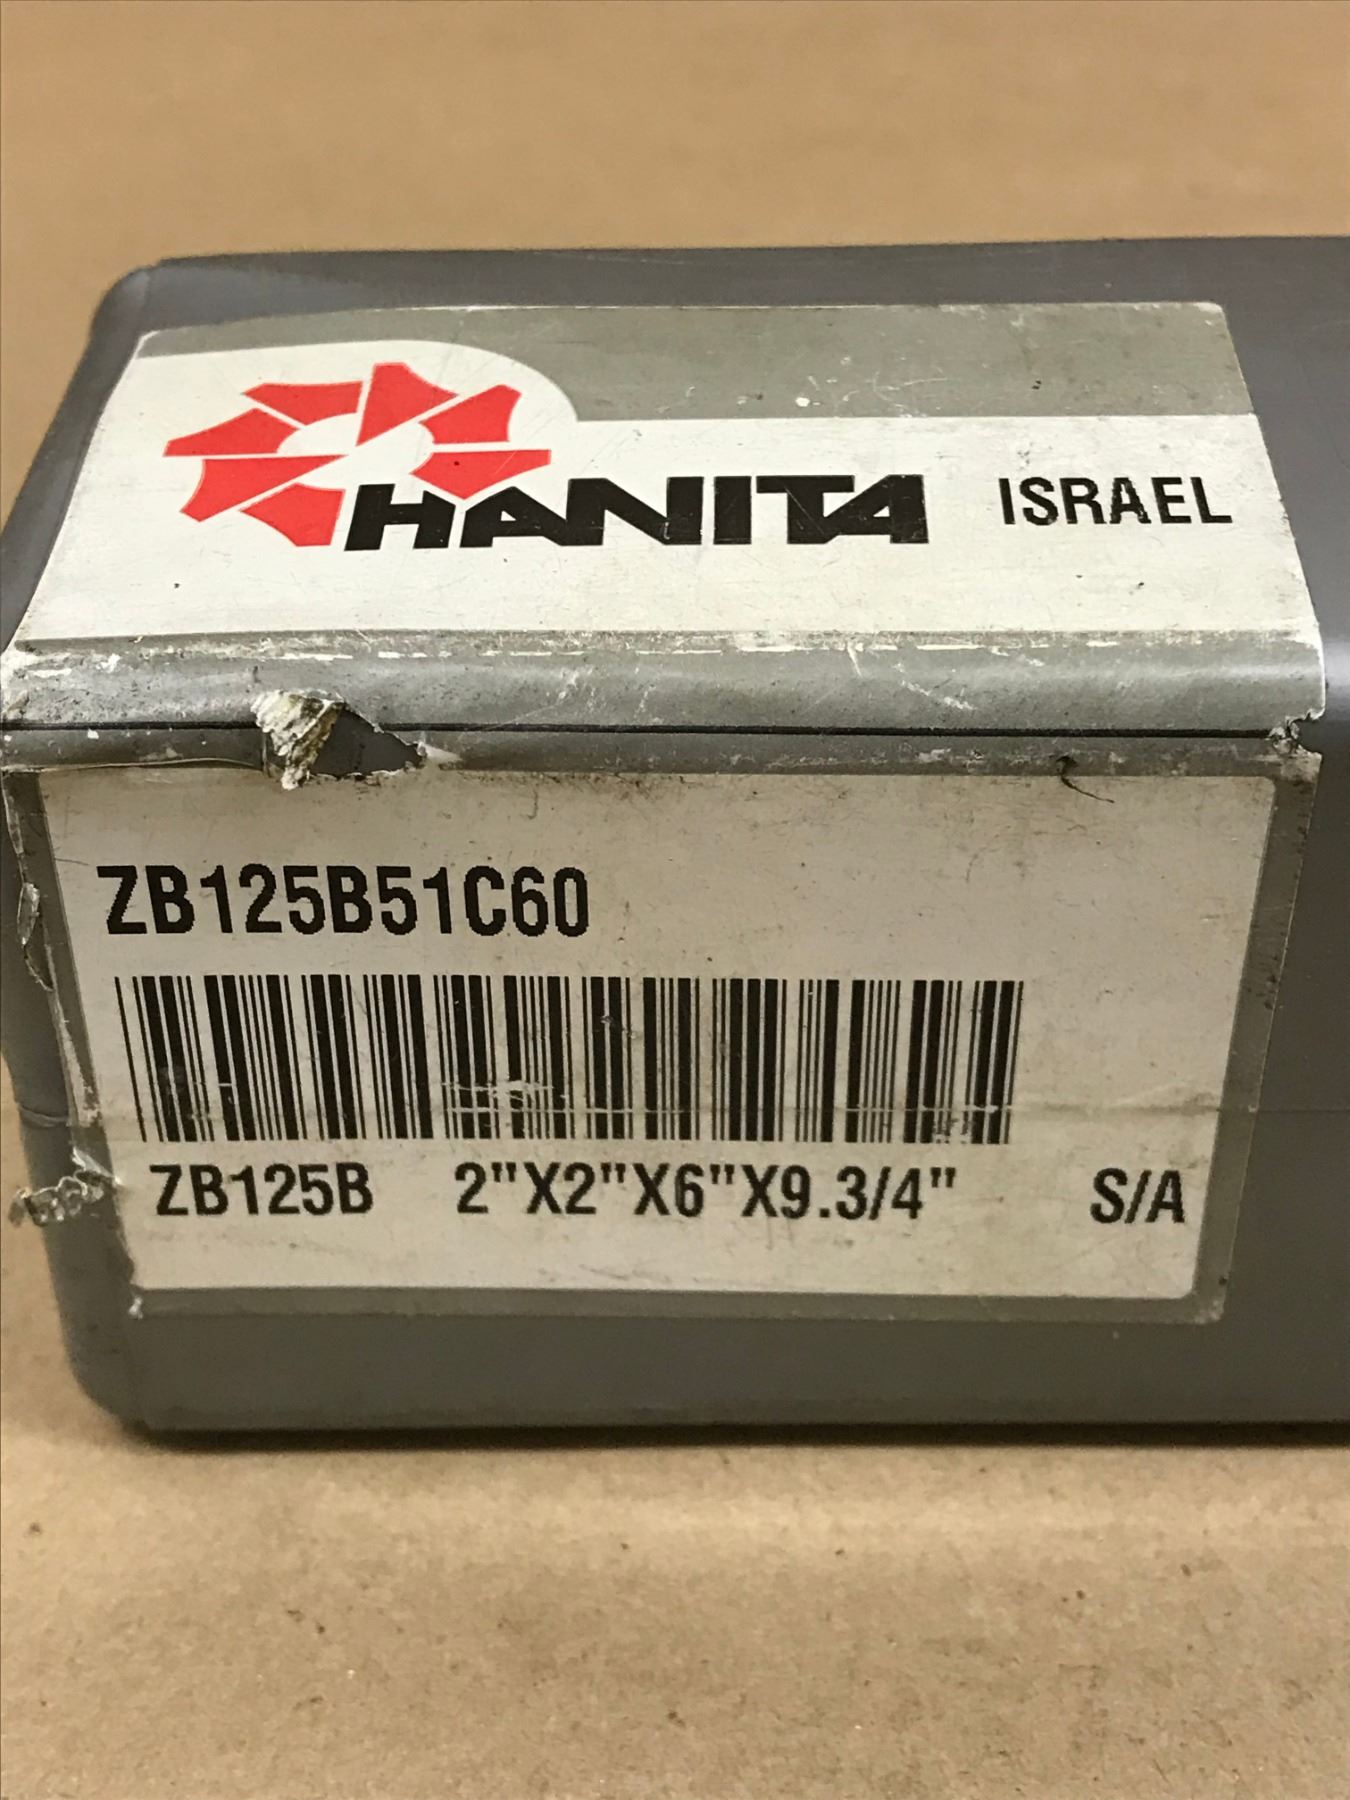 HANITA ISRAEL
ZB125B51C60
ZB125B 2"X2"X6"X9.3/4" S/A